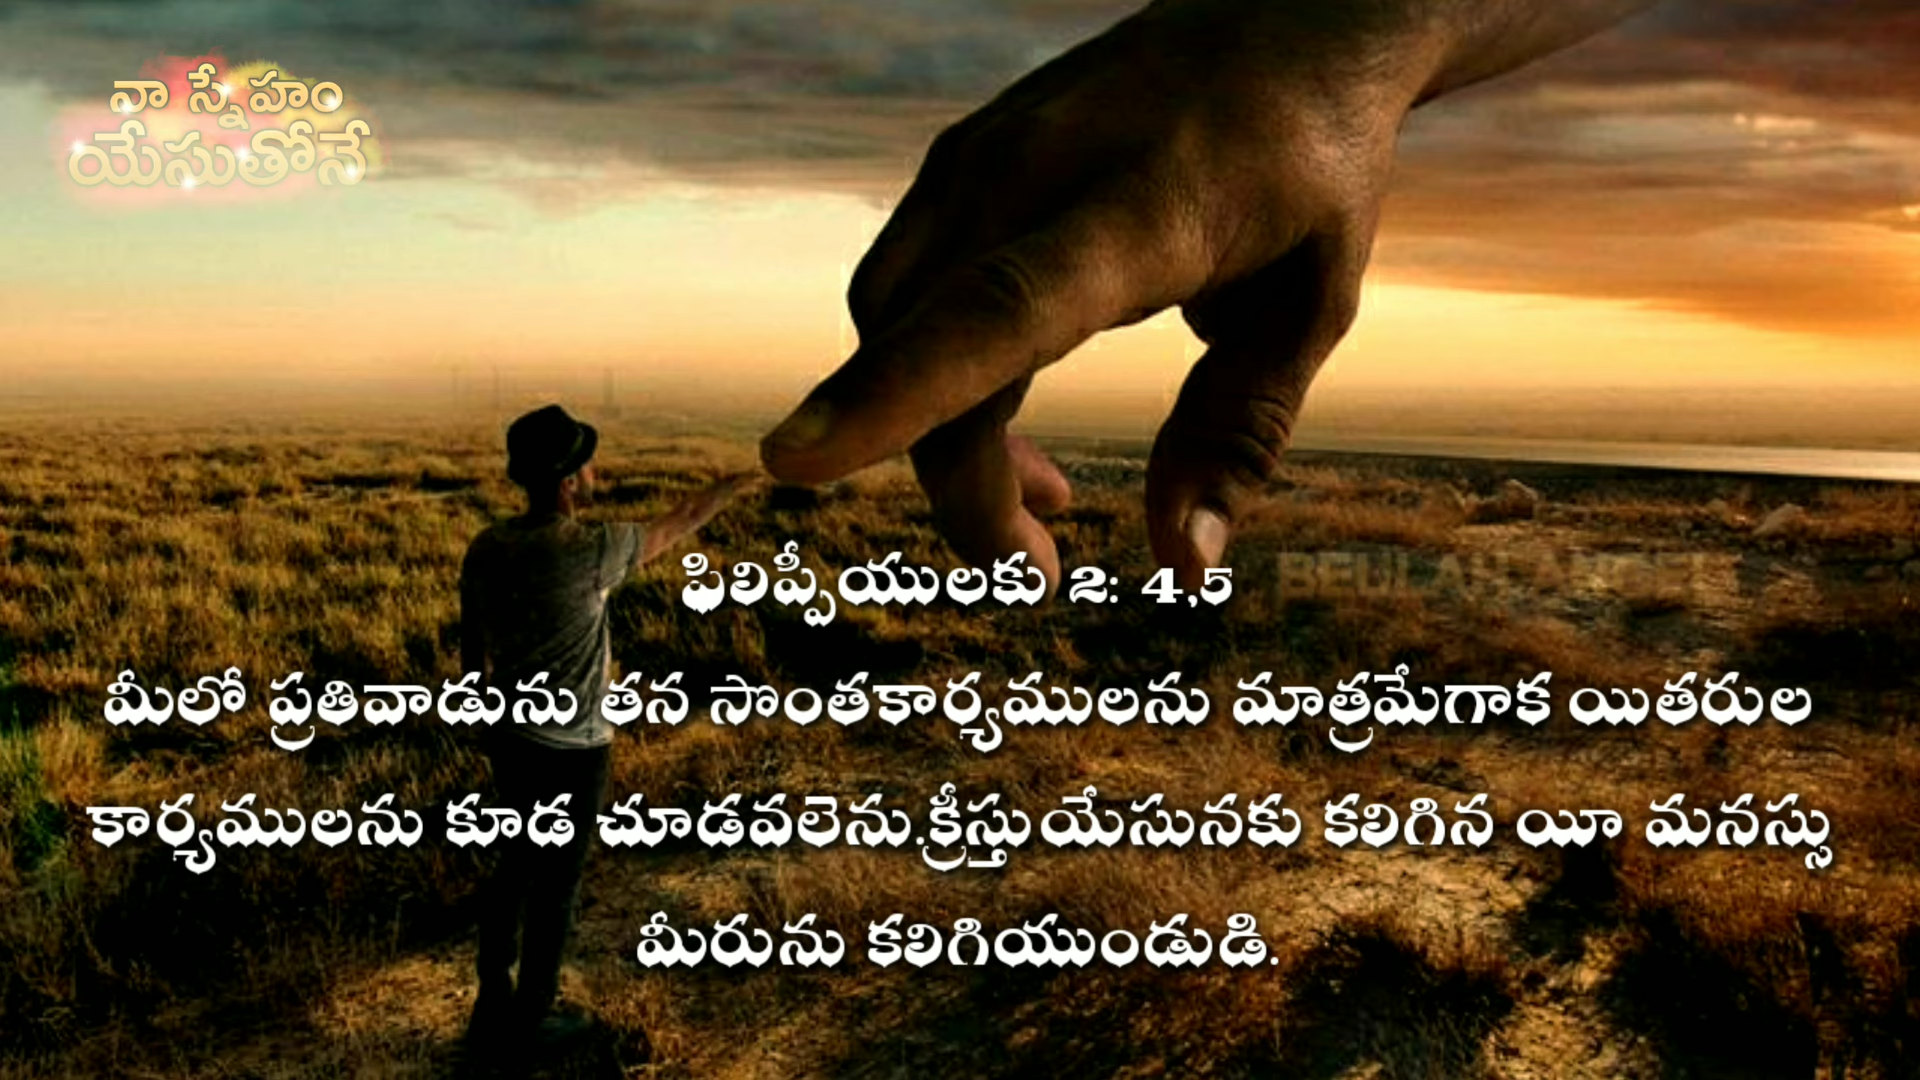 నా స్నేహం
యేసుతోనే
ఫిలిప్పీయులకు 2: 4,5
మీలో ప్రతివాడును తన సొంతకార్యములను మాత్రమేగాక యితరుల
కార్యములను కూడ చూడవలెను.క్రీస్తుయేసునకు కలిగిన యీ మనస్సు
మీరును కలిగియుండుడి.